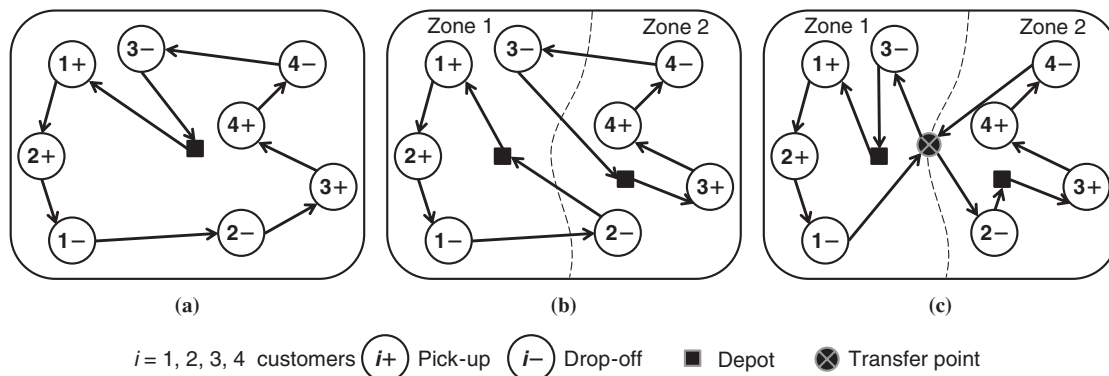 Zone 1 Zone 2 Zone 1 Zone 2
3− 3− 3−
1+ 4− 1+ 4− 1+ 4−
4+ 4+ 4+
2+ 2+ 2+
3+ 3+ 3+
1− 2− 1− 2− 1− 2−
(a) (b) (c)
i = 1, 2, 3, 4 customers i+ Pick-up i− Drop-off Depot Transfer point